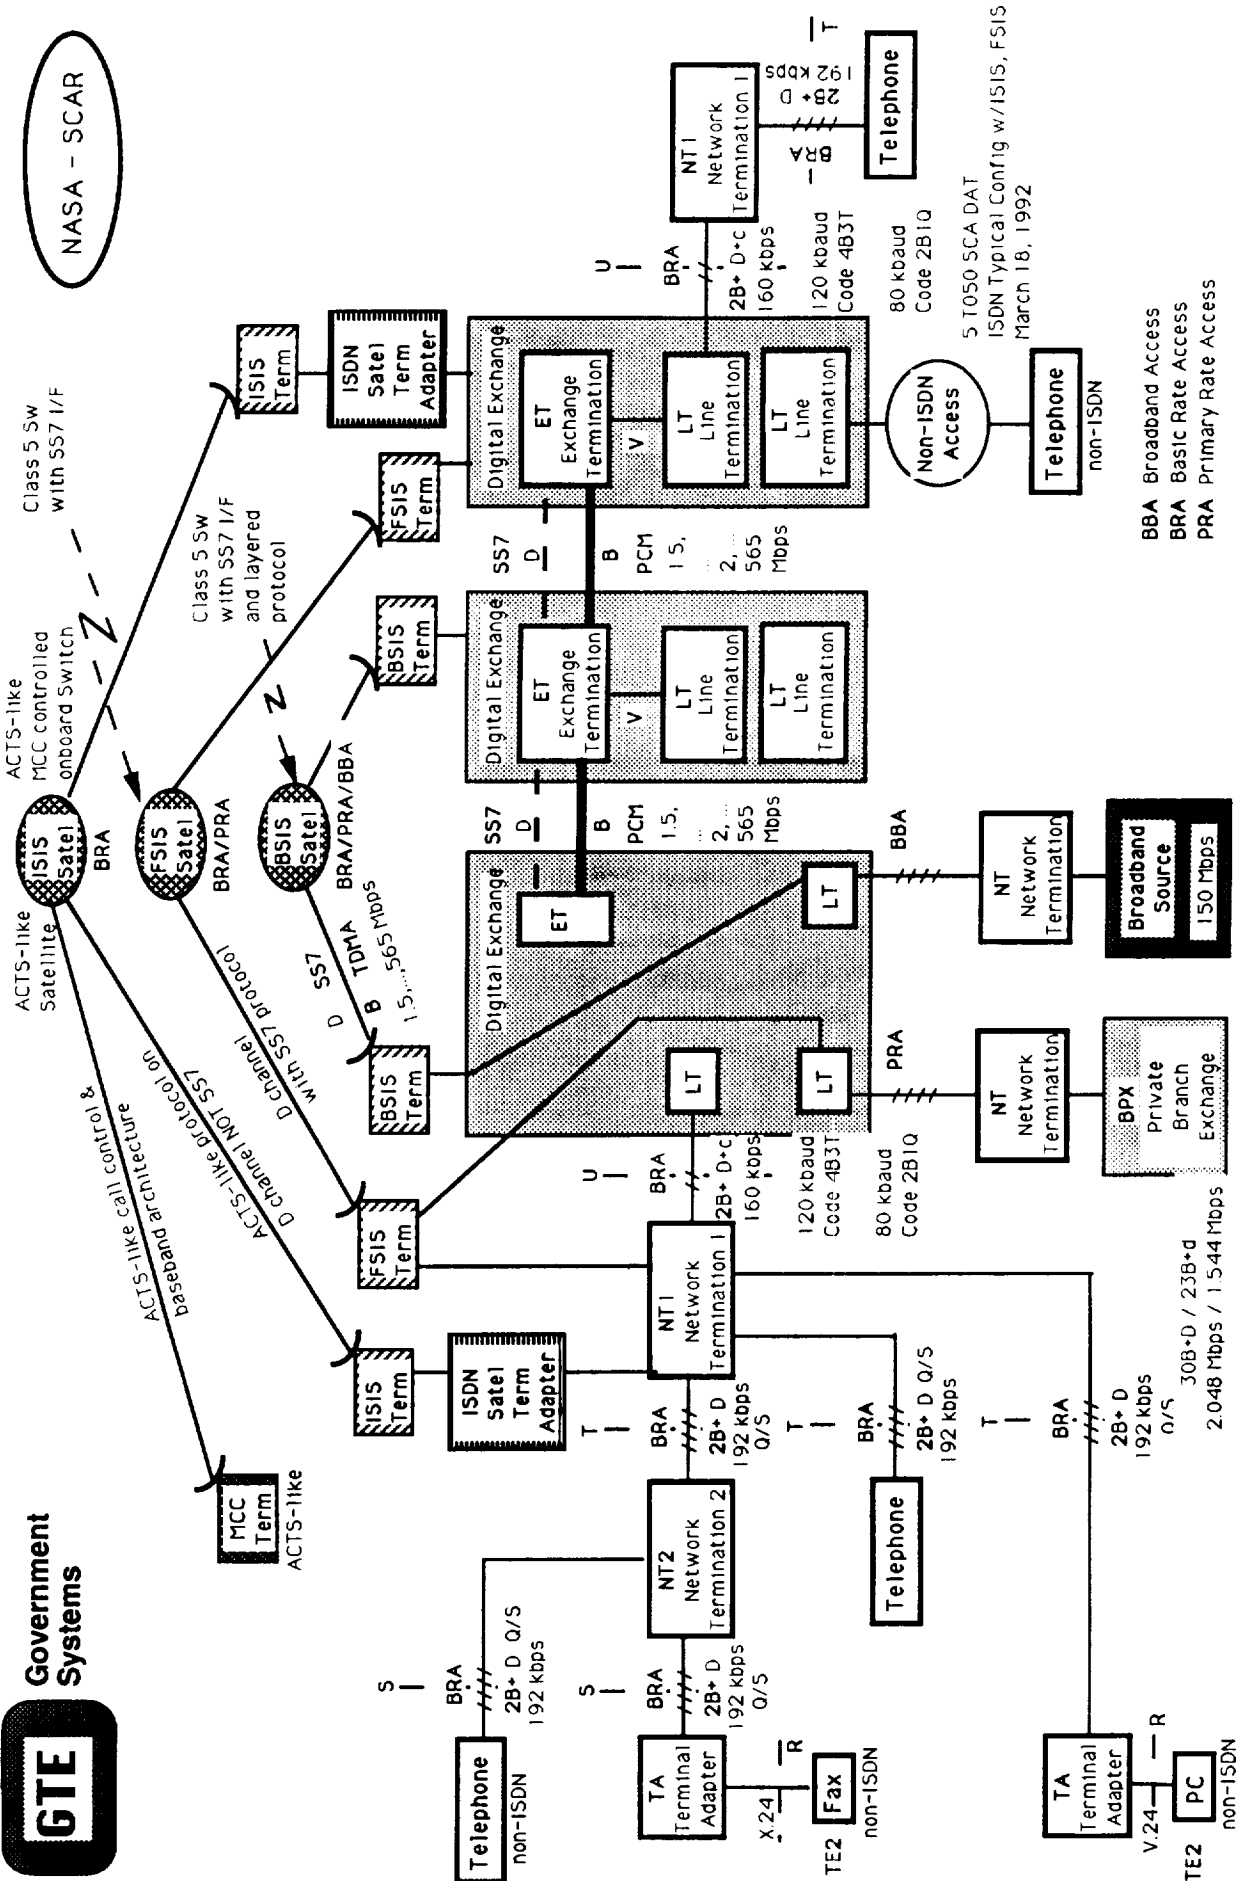 GTE
Government
Systems
NASA - SCAR
ACTS-like
Satellite
ISIS
Satel
BRA
ACTS-like
MCC controlled
onboard Switch
Class 5 Sw
with SS7 I/F
FSIS
Satel
BRA/PRA
Class 5 Sw
with SS7 I/F
and layered
protocol
BSIS
Satel
BRA/PRA/BBA
ACTS-like call control &
baseband architecture
ACTS-like protocol on
D channel NOT SS7
D channel
with SS7 protocol
D SS7
B TDMA
1.5,...,565 Mbps
MCC
Term
ACTS-like
ISIS
Term
FSIS
Term
BSIS
Term
BSIS
Term
FSIS
Term
ISIS
Term
ISDN
Satel
Term
Adapter
ISDN
Satel
Term
Adapter
Digital Exchange
ET
LT
LT
LT
SS7
D
B
PCM
1.5,
...
2,...
565
Mbps
Digital Exchange
ET
Exchange
Termination
V
LT
Line
Termination
LT
Line
Termination
SS7
D
B
PCM
1.5,
...
2,...
565
Mbps
Digital Exchange
ET
Exchange
Termination
V
LT
Line
Termination
LT
Line
Termination
S
BRA
2B+ D Q/S
192 kbps
Telephone
non-ISDN
S
BRA
2B+ D
192 kbps
Q/S
TA
Terminal
Adapter
X.24
R
TE2
Fax
non-ISDN
NT2
Network
Termination 2
T
BRA
2B+ D
192 kbps
Q/S
NT1
Network
Termination 1
U
BRA
2B+ D+C
160 kbps
120 kbaud
Code 4B3T
80 kbaud
Code 2B1Q
T
BRA
2B+ D Q/S
192 kbps
Telephone
T
BRA
2B+ D
192 kbps
Q/S
TA
Terminal
Adapter
V.24
R
TE2
PC
non-ISDN
PRA
NT
Network
Termination
BPX
Private
Branch
Exchange
30B+D / 23B+d
2.048 Mbps / 1.544 Mbps
BBA
NT
Network
Termination
Broadband
Source
150 Mbps
Non-ISDN
Access
Telephone
non-ISDN
U
BRA
2B+ D+C
160 kbps
120 kbaud
Code 4B3T
80 kbaud
Code 2B1Q
NT1
Network
Termination 1
BRA
2B+ D
192 kbps
T
Telephone
5 T050 SCA DAT
ISDN Typical Config w/ISIS, FSIS
March 18, 1992
BBA Broadband Access
BRA Basic Rate Access
PRA Primary Rate Access